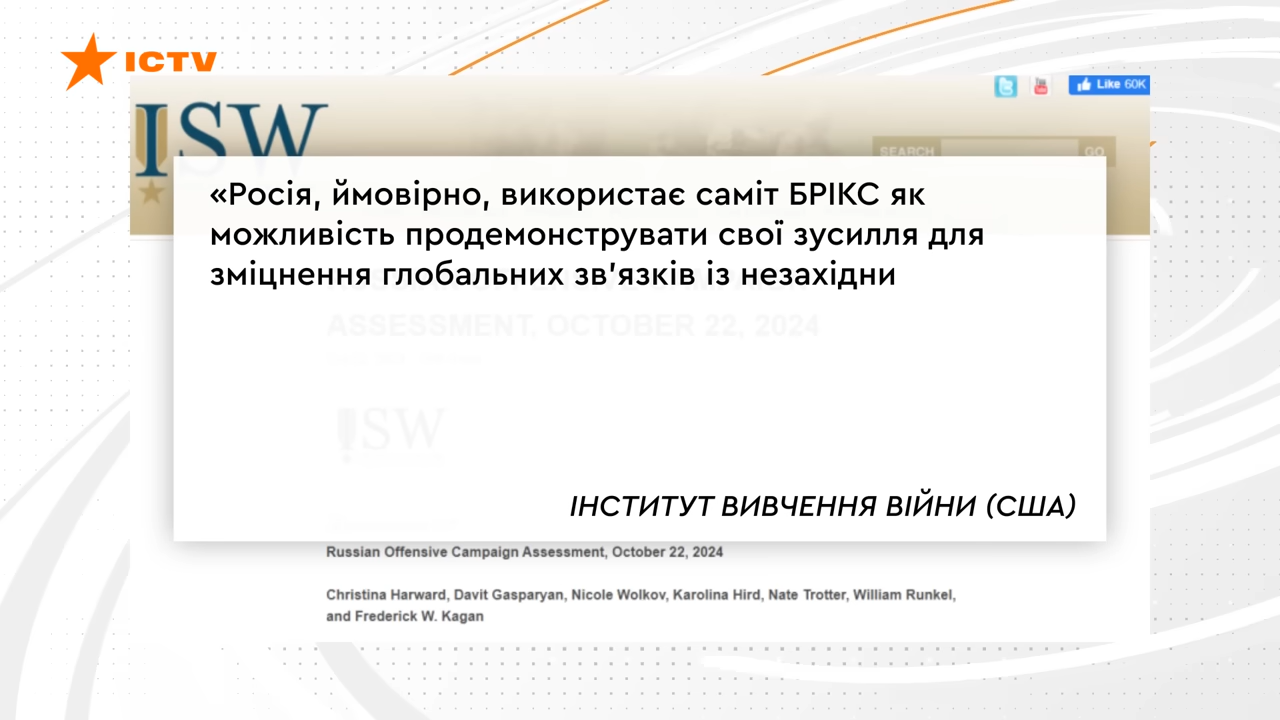 ICTV
Like 60K
ISW
SEARCH GO
«Росія, ймовірно, використає саміт БРІКС як
можливість продемонструвати свої зусилля для
зміцнення глобальних зв’язків із незахідни
ASSESSMENT, OCTOBER 22, 2024
ISW
ІНСТИТУТ ВИВЧЕННЯ ВІЙНИ (США)
Russian Offensive Campaign Assessment, October 22, 2024
Christina Harward, Davit Gasparyan, Nicole Wolkov, Karolina Hird, Nate Trotter, William Runkel,
and Frederick W. Kagan